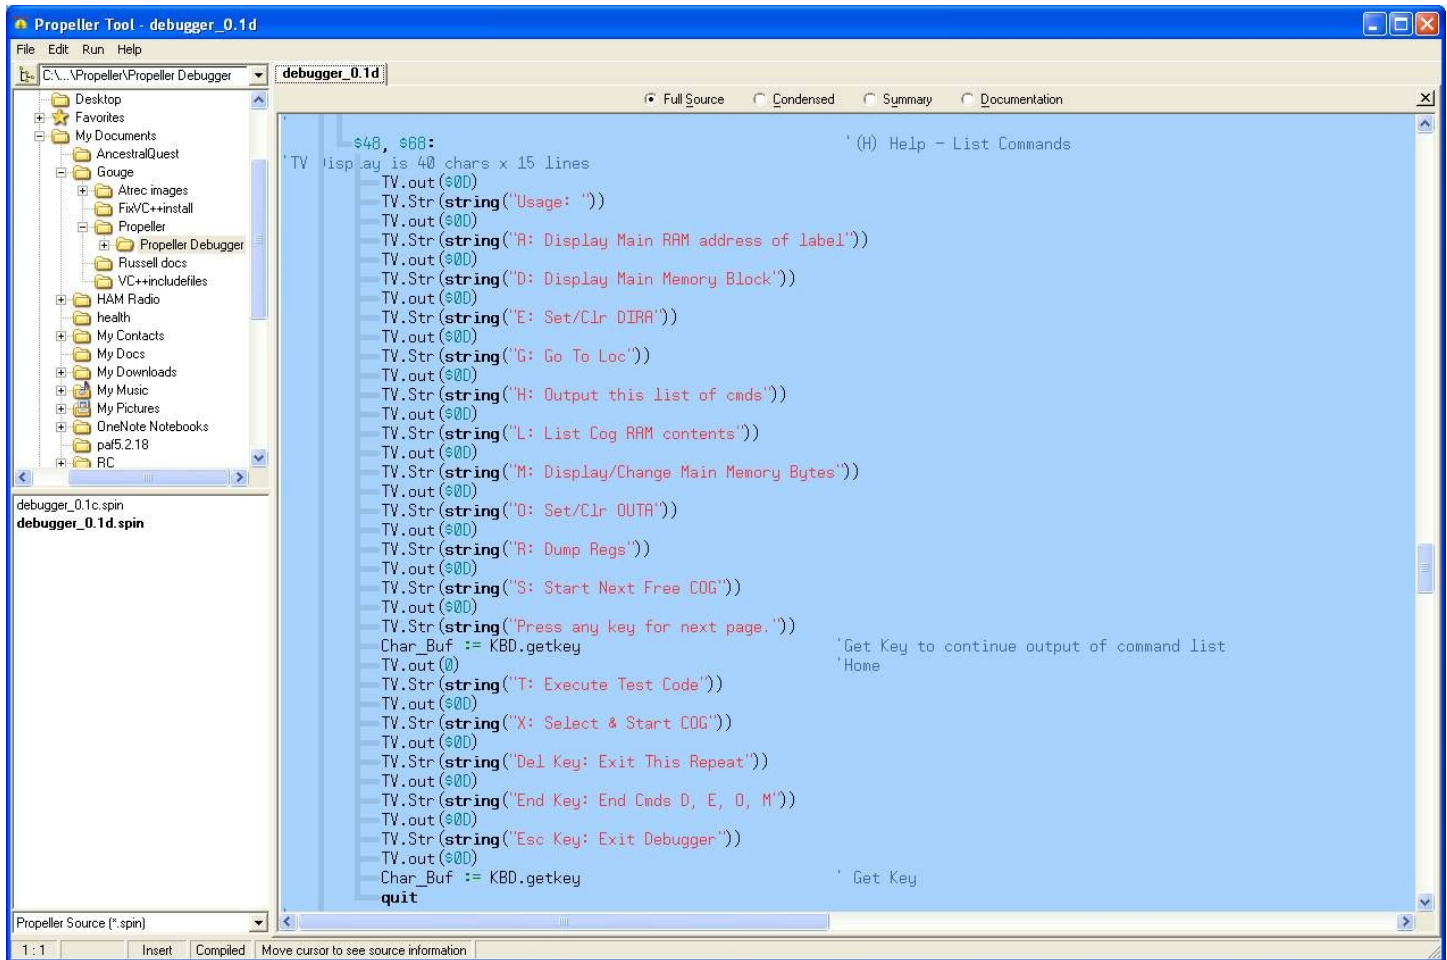 Propeller Tool - debugger_0.1d
File Edit Run Help
C:\...\Propeller\Propeller Debugger
debugger_0.1d
Full Source Condensed Summary Documentation
Desktop
Favorites
My Documents
AncestralQuest
Gouge
Atrec images
FixVC++install
Propeller
Propeller Debugger
Russell docs
VC++includefiles
HAM Radio
health
My Contacts
My Docs
My Downloads
My Music
My Pictures
OneNote Notebooks
paf5.2.18
RC
debugger_0.1c.spin
debugger_0.1d.spin
Propeller Source (*.spin)
'
$48, $68: '(H) Help - List Commands
'TV Display is 40 chars x 15 lines
TV.out($0D)
TV.Str(string("Usage: "))
TV.out($0D)
TV.Str(string("A: Display Main RAM address of label"))
TV.out($0D)
TV.Str(string("D: Display Main Memory Block"))
TV.out($0D)
TV.Str(string("E: Set/Clr DIRA"))
TV.out($0D)
TV.Str(string("G: Go To Loc"))
TV.out($0D)
TV.Str(string("H: Output this list of cmds"))
TV.out($0D)
TV.Str(string("L: List Cog RAM contents"))
TV.out($0D)
TV.Str(string("M: Display/Change Main Memory Bytes"))
TV.out($0D)
TV.Str(string("O: Set/Clr OUTA"))
TV.out($0D)
TV.Str(string("R: Dump Regs"))
TV.out($0D)
TV.Str(string("S: Start Next Free COG"))
TV.out($0D)
TV.Str(string("Press any key for next page."))
Char_Buf := KBD.getkey 'Get Key to continue output of command list
TV.out(0) 'Home
TV.Str(string("T: Execute Test Code"))
TV.out($0D)
TV.Str(string("X: Select & Start COG"))
TV.out($0D)
TV.Str(string("Del Key: Exit This Repeat"))
TV.out($0D)
TV.Str(string("End Key: End Cmds D, E, O, M"))
TV.out($0D)
TV.Str(string("Esc Key: Exit Debugger"))
TV.out($0D)
Char_Buf := KBD.getkey ' Get Key
quit
1 : 1 Insert Compiled Move cursor to see source information